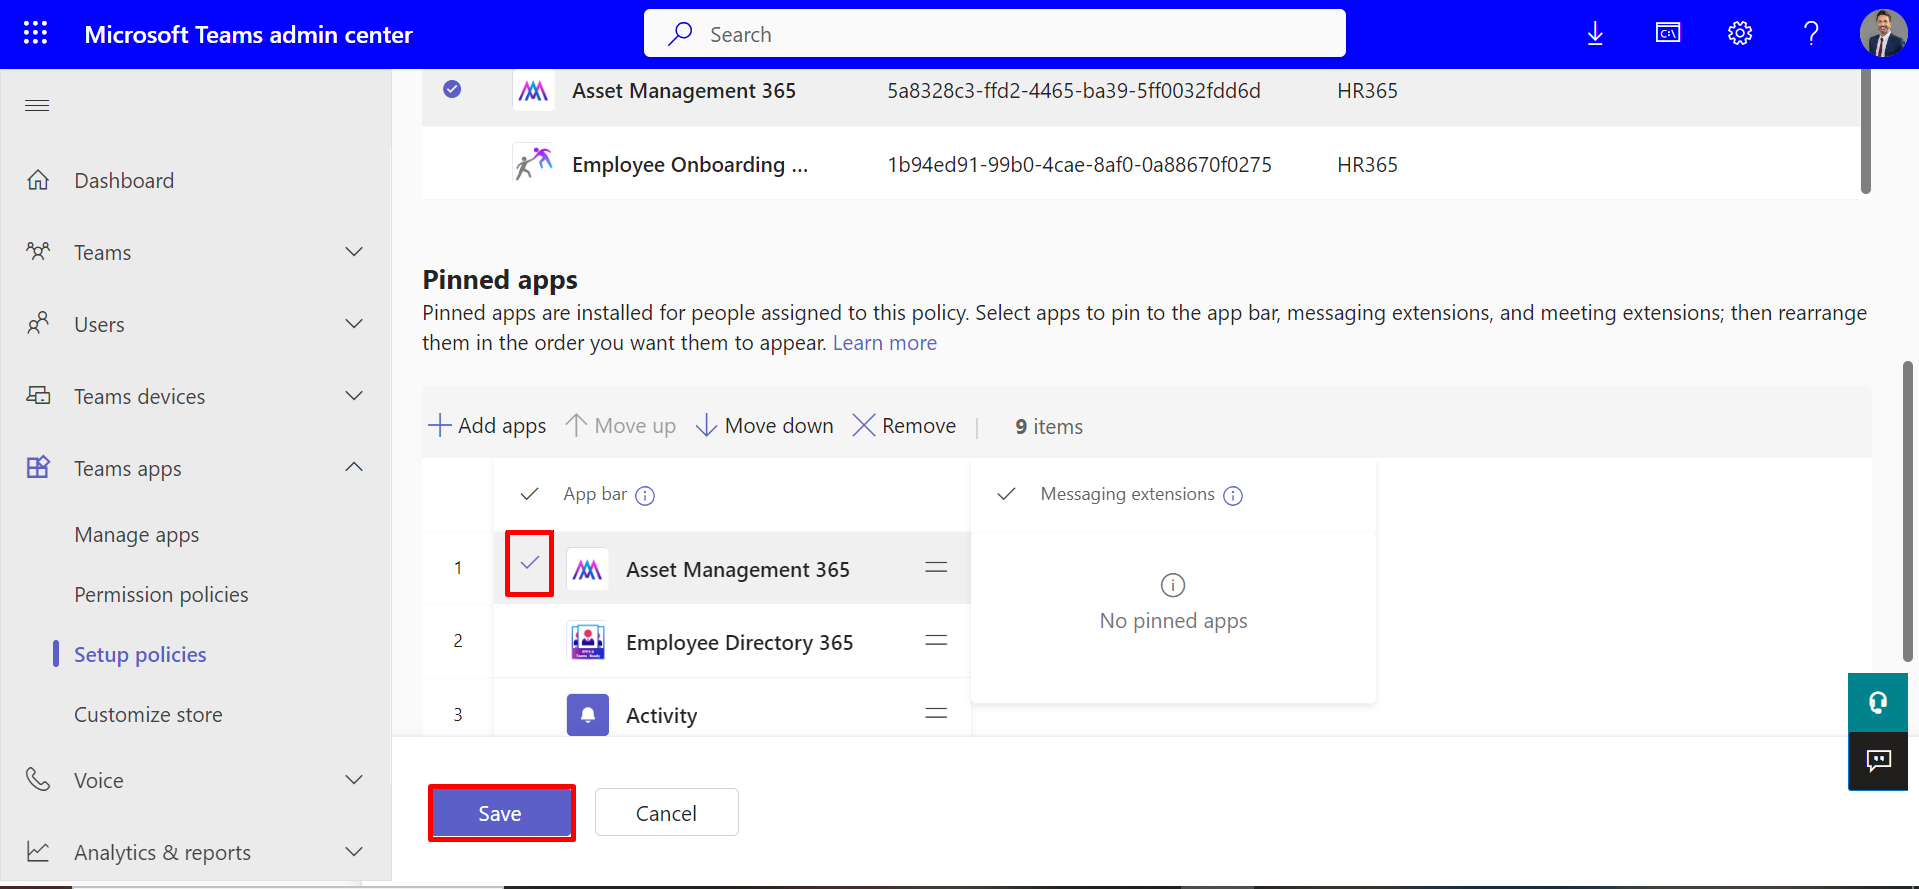 Microsoft Teams admin center
Search
Dashboard
Teams
Users
Teams devices
Teams apps
Manage apps
Permission policies
Setup policies
Customize store
Voice
Analytics & reports
Asset Management 365 5a8328c3-ffd2-4465-ba39-5ff0032fdd6d HR365
Employee Onboarding ... 1b94ed91-99b0-4cae-8af0-0a88670f0275 HR365
Pinned apps
Pinned apps are installed for people assigned to this policy. Select apps to pin to the app bar, messaging extensions, and meeting extensions; then rearrange
them in the order you want them to appear. Learn more
Add apps Move up Move down Remove | 9 items
App bar Messaging extensions
1 Asset Management 365
No pinned apps
2 Employee Directory 365
3 Activity
Save Cancel